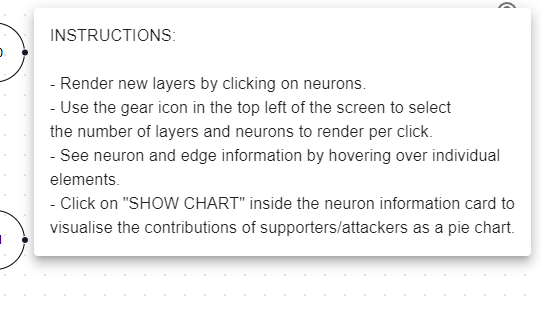 INSTRUCTIONS:
- Render new layers by clicking on neurons.
- Use the gear icon in the top left of the screen to select
the number of layers and neurons to render per click.
- See neuron and edge information by hovering over individual
elements.
- Click on "SHOW CHART" inside the neuron information card to
visualise the contributions of supporters/attackers as a pie chart.